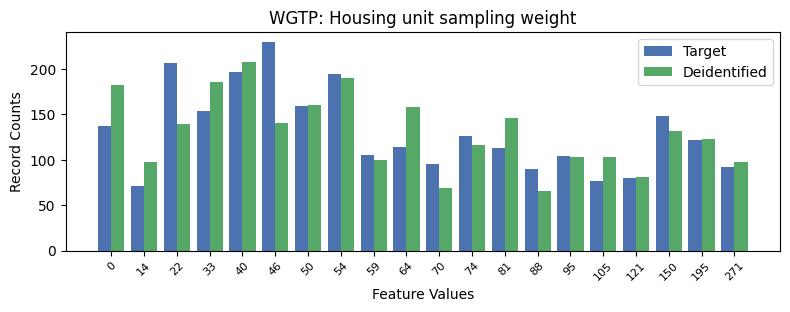 WGTP: Housing unit sampling weight
Target
Deidentified
Record Counts
200
150
100
50
0
0 14 22 33 40 46 50 54 59 64 70 74 81 88 95 105 121 150 195 271
Feature Values